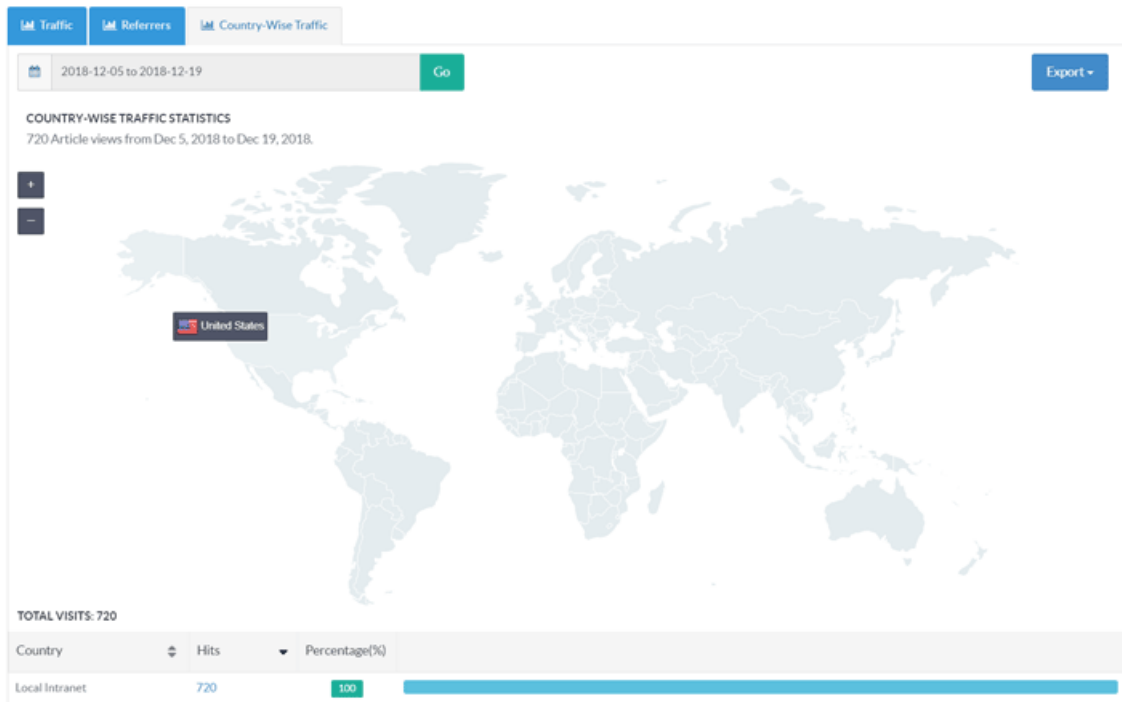 Traffic Referrers Country-Wise Traffic
2018-12-05 to 2018-12-19 Go Export
COUNTRY-WISE TRAFFIC STATISTICS
720 Article views from Dec 5, 2018 to Dec 19, 2018.
+
−
United States
TOTAL VISITS: 720
Country Hits Percentage(%)
Local Intranet 720 100